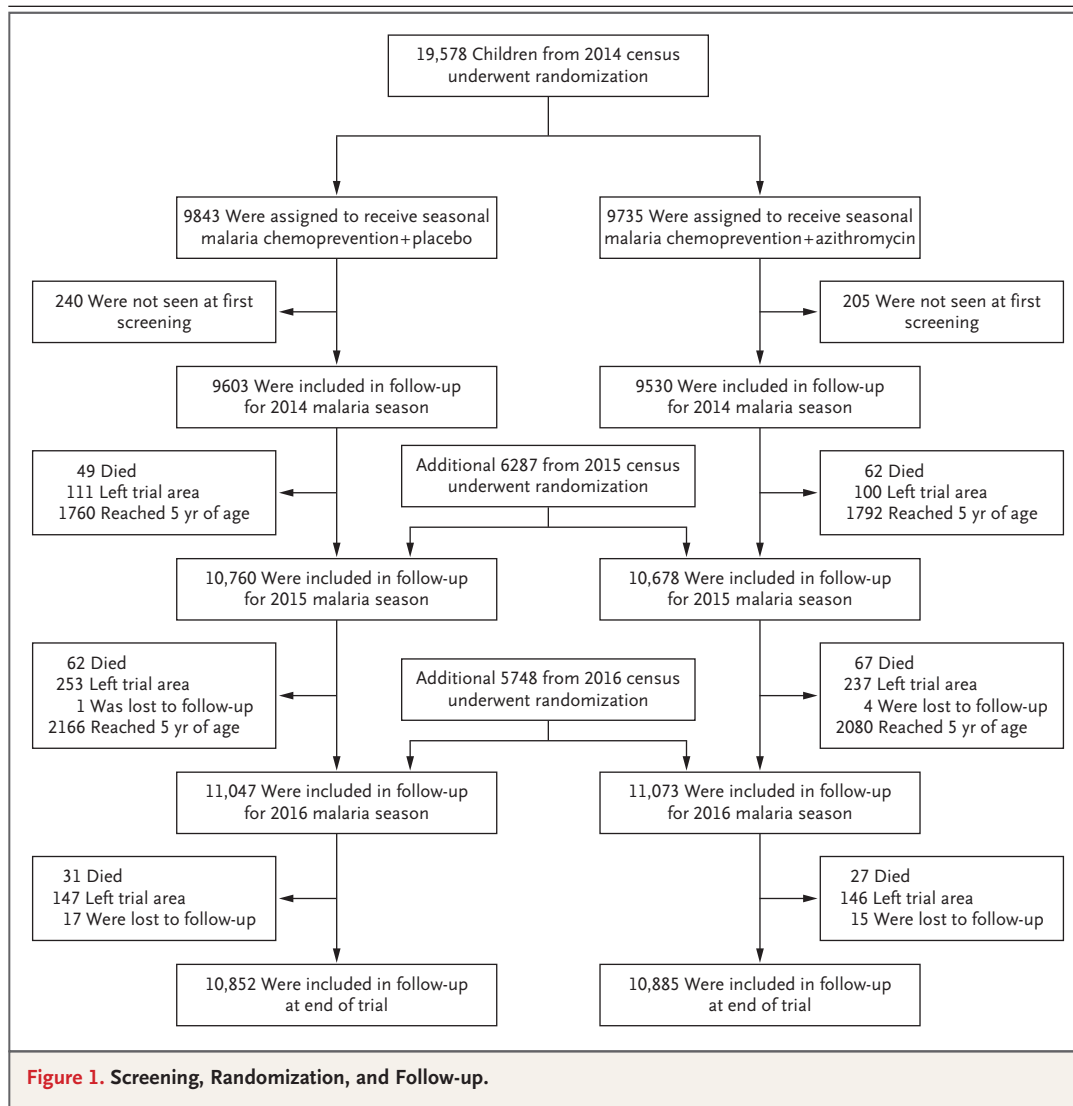 19,578 Children from 2014 census
underwent randomization
9843 Were assigned to receive seasonal
malaria chemoprevention+placebo
9735 Were assigned to receive seasonal
malaria chemoprevention+azithromycin
240 Were not seen at first
screening
205 Were not seen at first
screening
9603 Were included in follow-up
for 2014 malaria season
9530 Were included in follow-up
for 2014 malaria season
49 Died
111 Left trial area
1760 Reached 5 yr of age
Additional 6287 from 2015 census
underwent randomization
62 Died
100 Left trial area
1792 Reached 5 yr of age
10,760 Were included in follow-up
for 2015 malaria season
10,678 Were included in follow-up
for 2015 malaria season
62 Died
253 Left trial area
1 Was lost to follow-up
2166 Reached 5 yr of age
Additional 5748 from 2016 census
underwent randomization
67 Died
237 Left trial area
4 Were lost to follow-up
2080 Reached 5 yr of age
11,047 Were included in follow-up
for 2016 malaria season
11,073 Were included in follow-up
for 2016 malaria season
31 Died
147 Left trial area
17 Were lost to follow-up
27 Died
146 Left trial area
15 Were lost to follow-up
10,852 Were included in follow-up
at end of trial
10,885 Were included in follow-up
at end of trial
Figure 1. Screening, Randomization, and Follow-up.